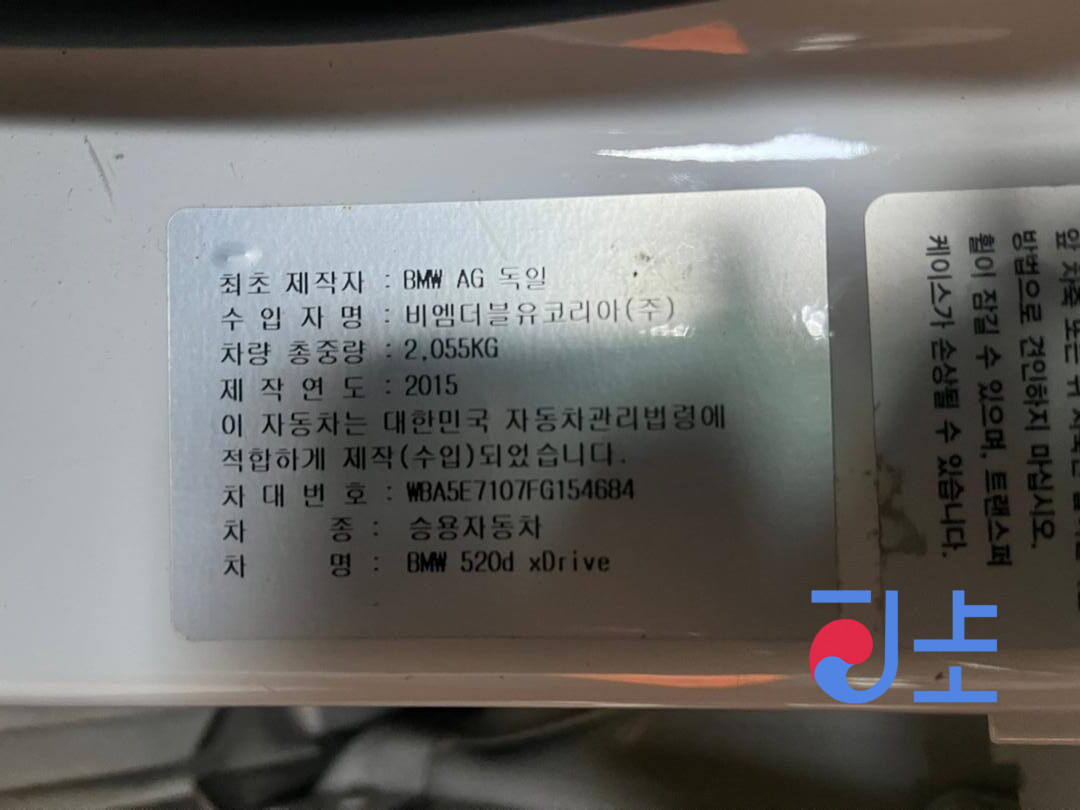 최초 제작자 : BMW AG 독일
수 입 자 명 : 비엠더블유코리아(주)
차량 총중량 : 2,055KG
제 작 연 도 : 2015
이 자동차는 대한민국 자동차관리법령에
적합하게 제작(수입)되었습니다.
차 대 번 호 : WBA5E7107FG154684
차 종 : 승용자동차
차 명 : BMW 520d xDrive
앞 차축 또는 뒤
방법으로 견인하지 마십시오.
휠이 잠길 수 있으며, 트랜스퍼
케이스가 손상될 수 있습니다.